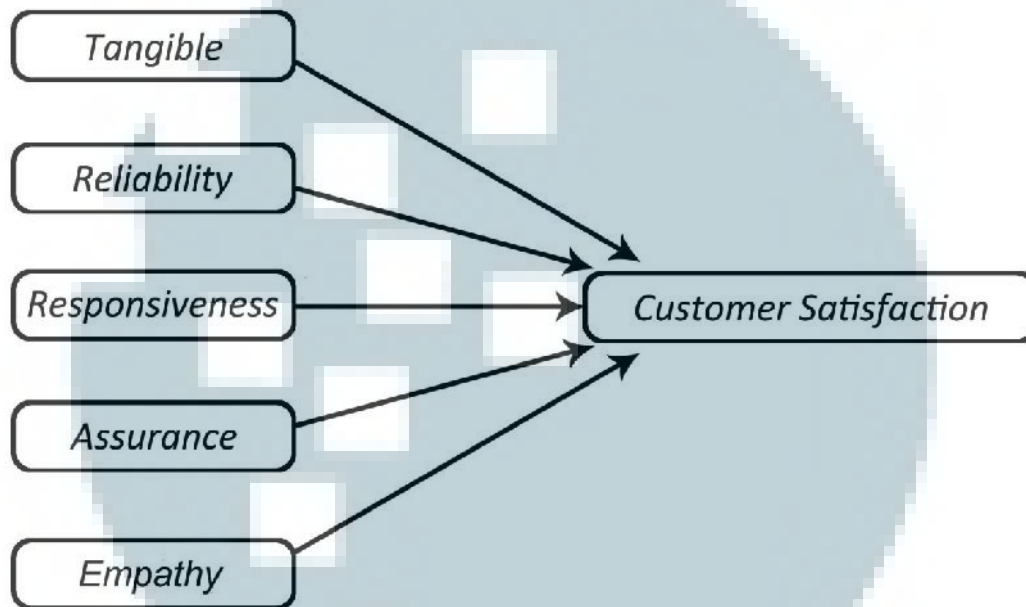 Tangible
Reliability
Responsiveness
Customer Satisfaction
Assurance
Empathy